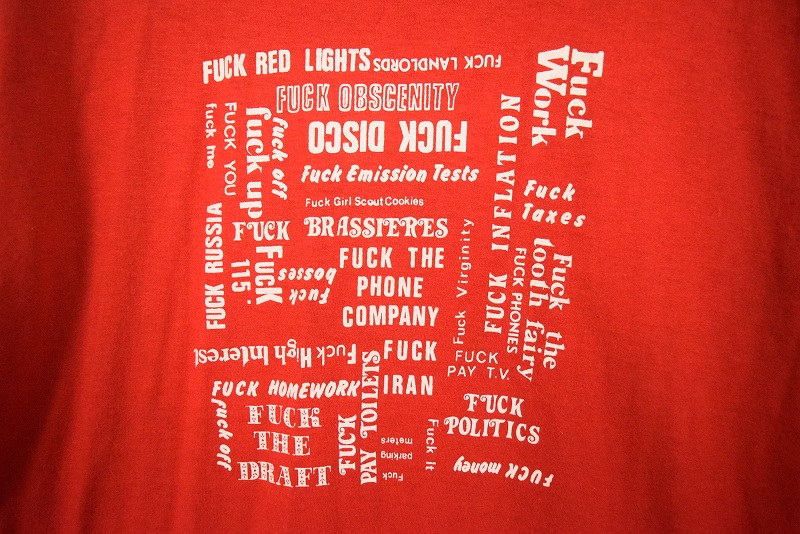 FUCK RED LIGHTS
FUCK LANDLORDS
Fuck
Work
FUCK OBSCENITY
FUCK DISCO
fuck me
FUCK YOU
fuck up
fuck off
Fuck Emission Tests
Fuck Girl Scout Cookies
FUCK INFLATION
Fuck
Taxes
FUCK BRASSIERES
FUCK RUSSIA
FUCK
115
Fuck
bosses
FUCK THE
PHONE
COMPANY
Fuck Virginity
FUCK PHONIES
Fuck the
tooth fairy
Fuck High Interest
FUCK
IRAN
FUCK
PAY T.V.
FUCK HOMEWORK
fuck off
FUCK
THE
DRAFT
FUCK
PAY TOILETS
Fuck
parking
meters
Fuck It
FUCK
POLITICS
Fuck money